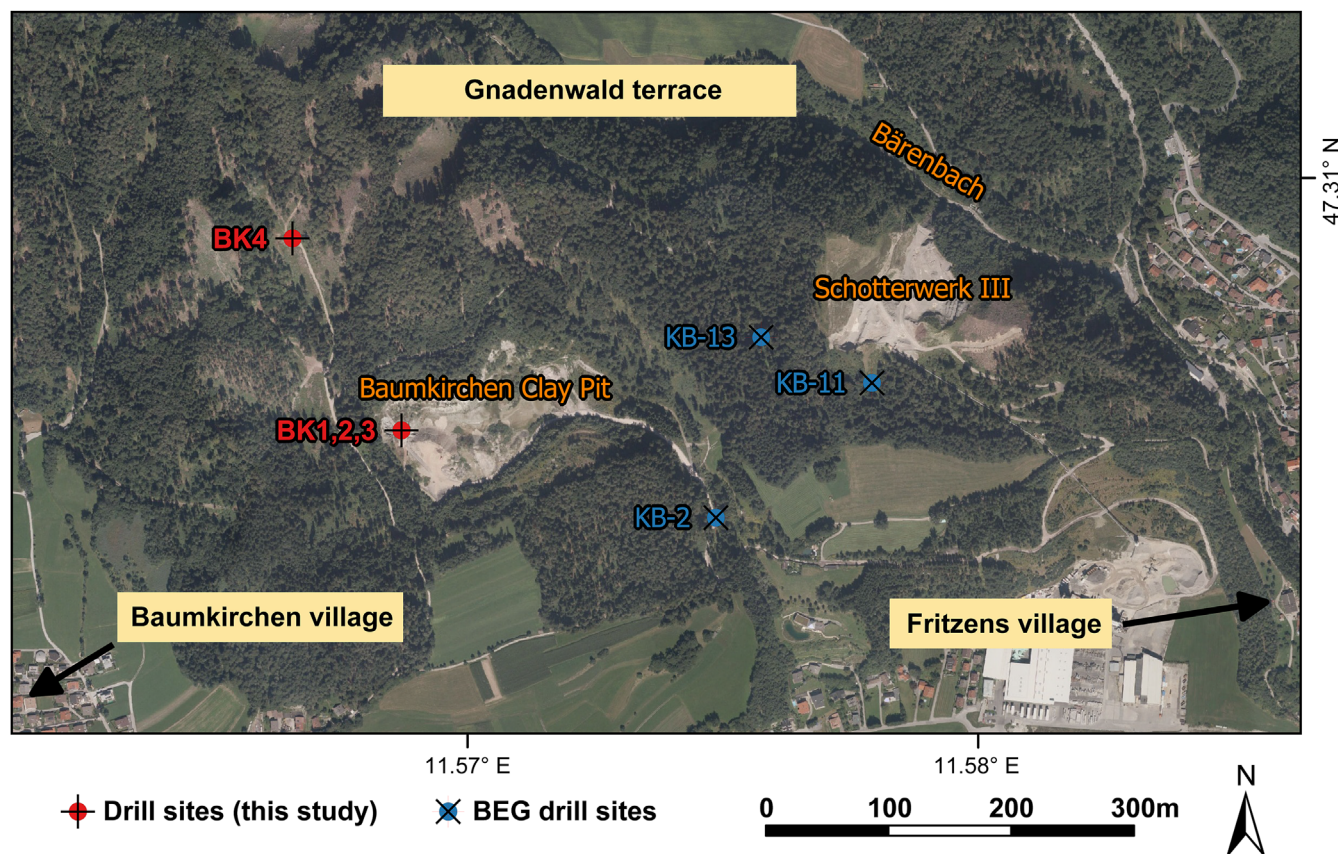 Gnadenwald terrace
Bärenbach
47.31° N
BK4
Schotterwerk III
KB-13
KB-11
Baumkirchen Clay Pit
BK1,2,3
KB-2
Baumkirchen village
Fritzens village
11.57° E
11.58° E
Drill sites (this study)
BEG drill sites
0 100 200 300m
N